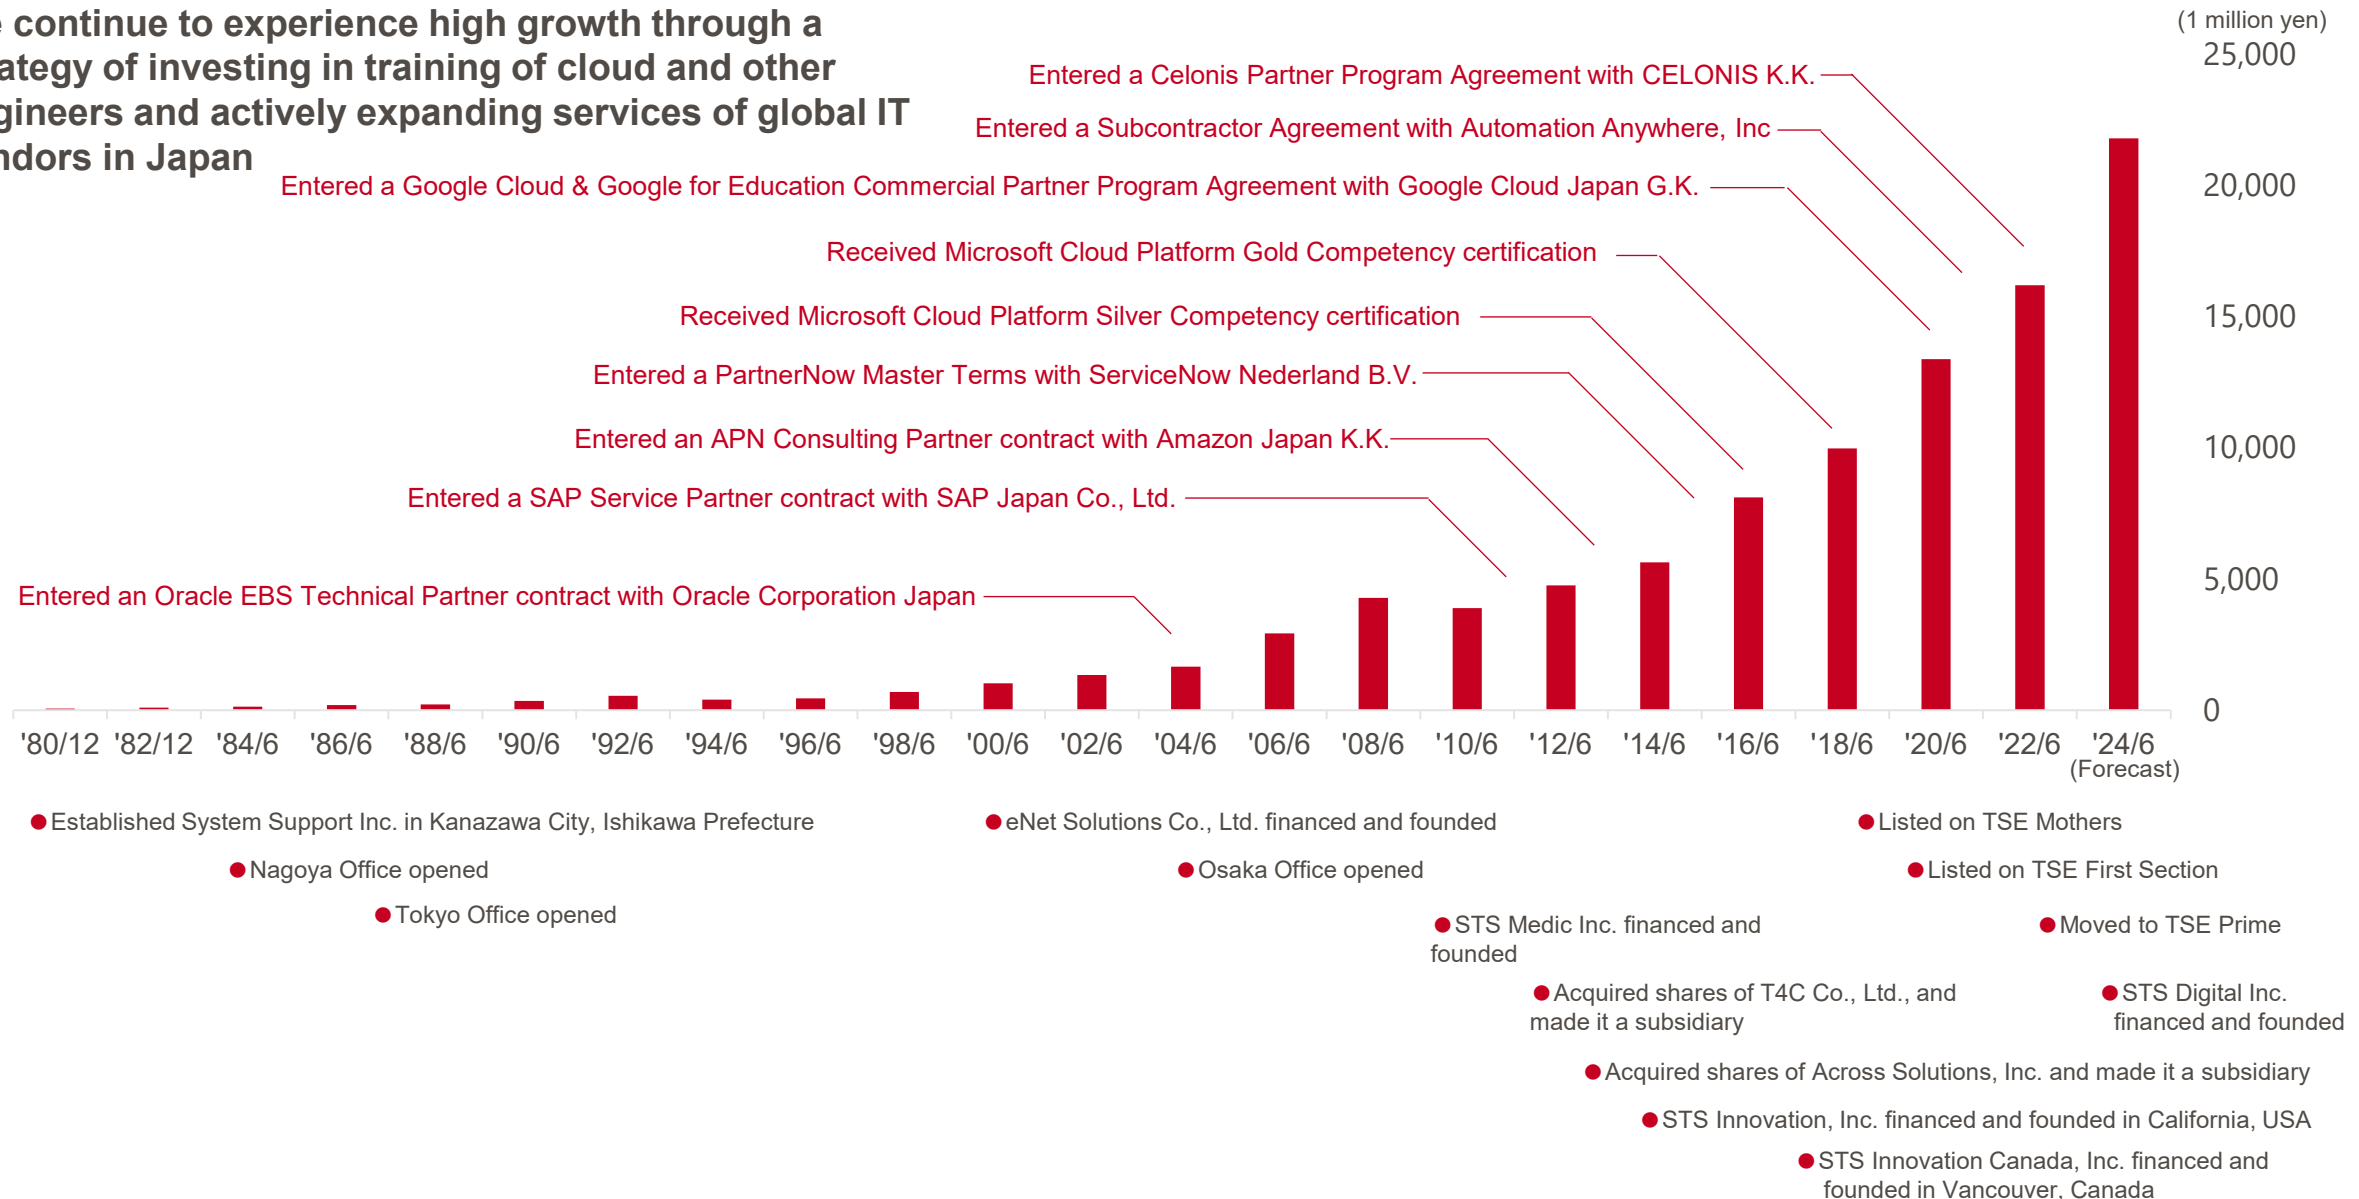 continue to experience high growth through a
of investing in training of cloud and other
and actively expanding services of global IT
in Japan
(1 million yen)
25,000
20,000
15,000
10,000
5,000
0
Entered a Celonis Partner Program Agreement with CELONIS K.K.
Entered a Subcontractor Agreement with Automation Anywhere, Inc
Entered a Google Cloud & Google for Education Commercial Partner Program Agreement with Google Cloud Japan G.K.
Received Microsoft Cloud Platform Gold Competency certification
Received Microsoft Cloud Platform Silver Competency certification
Entered a PartnerNow Master Terms with ServiceNow Nederland B.V.
Entered an APN Consulting Partner contract with Amazon Japan K.K.
Entered a SAP Service Partner contract with SAP Japan Co., Ltd.
Entered an Oracle EBS Technical Partner contract with Oracle Corporation Japan
'80/12 '82/12 '84/6 '86/6 '88/6 '90/6 '92/6 '94/6 '96/6 '98/6 '00/6 '02/6 '04/6 '06/6 '08/6 '10/6 '12/6 '14/6 '16/6 '18/6 '20/6 '22/6 '24/6
(Forecast)
Established System Support Inc. in Kanazawa City, Ishikawa Prefecture
Nagoya Office opened
Tokyo Office opened
eNet Solutions Co., Ltd. financed and founded
Osaka Office opened
STS Medic Inc. financed and
founded
Acquired shares of T4C Co., Ltd., and
made it a subsidiary
Acquired shares of Across Solutions, Inc. and made it a subsidiary
STS Innovation, Inc. financed and founded in California, USA
STS Innovation Canada, Inc. financed and
founded in Vancouver, Canada
Listed on TSE Mothers
Listed on TSE First Section
Moved to TSE Prime
STS Digital Inc.
financed and founded